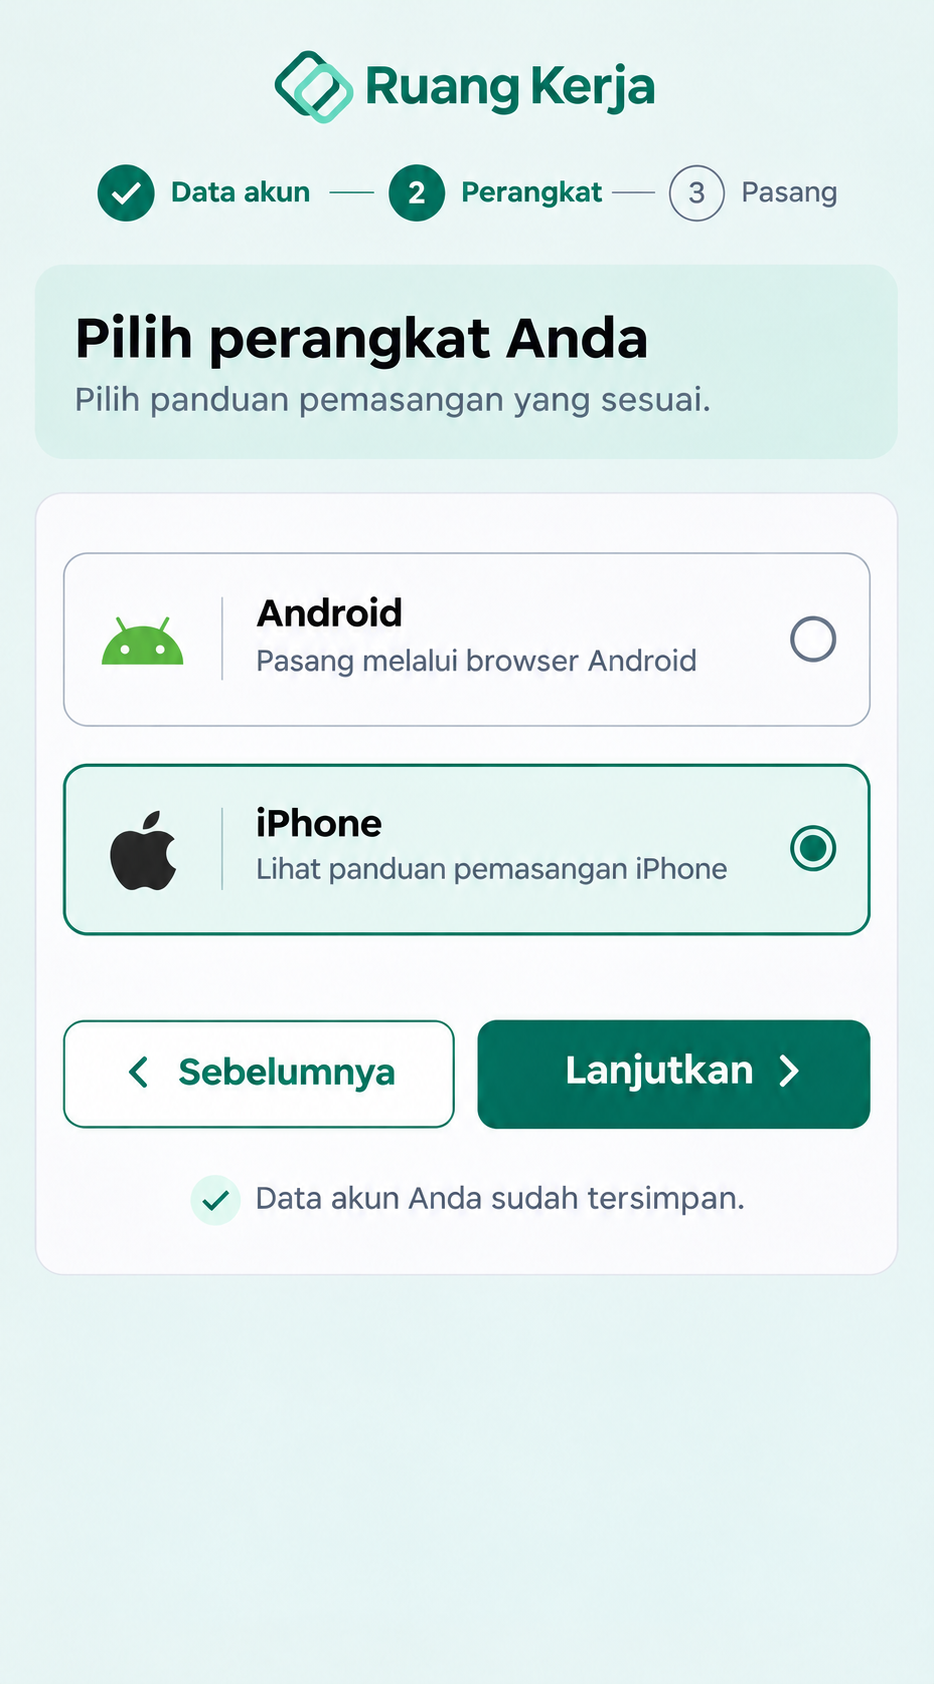 Ruang Kerja
Data akun 2 Perangkat 3 Pasang
Pilih perangkat Anda
Pilih panduan pemasangan yang sesuai.
Android
Pasang melalui browser Android
iPhone
Lihat panduan pemasangan iPhone
Sebelumnya Lanjutkan
Data akun Anda sudah tersimpan.